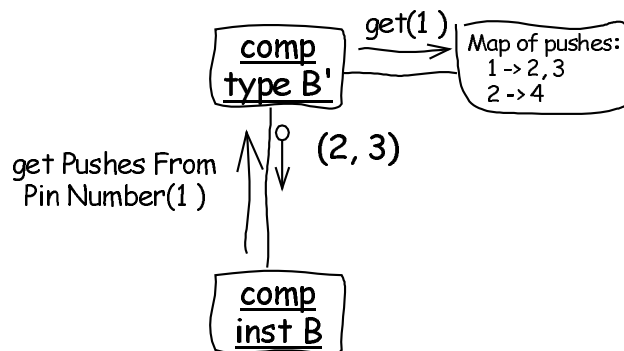 get(1 )
comp
type B'
Map of pushes:
1 -> 2, 3
2 -> 4
(2, 3)
get Pushes From
Pin Number(1 )
comp
inst B